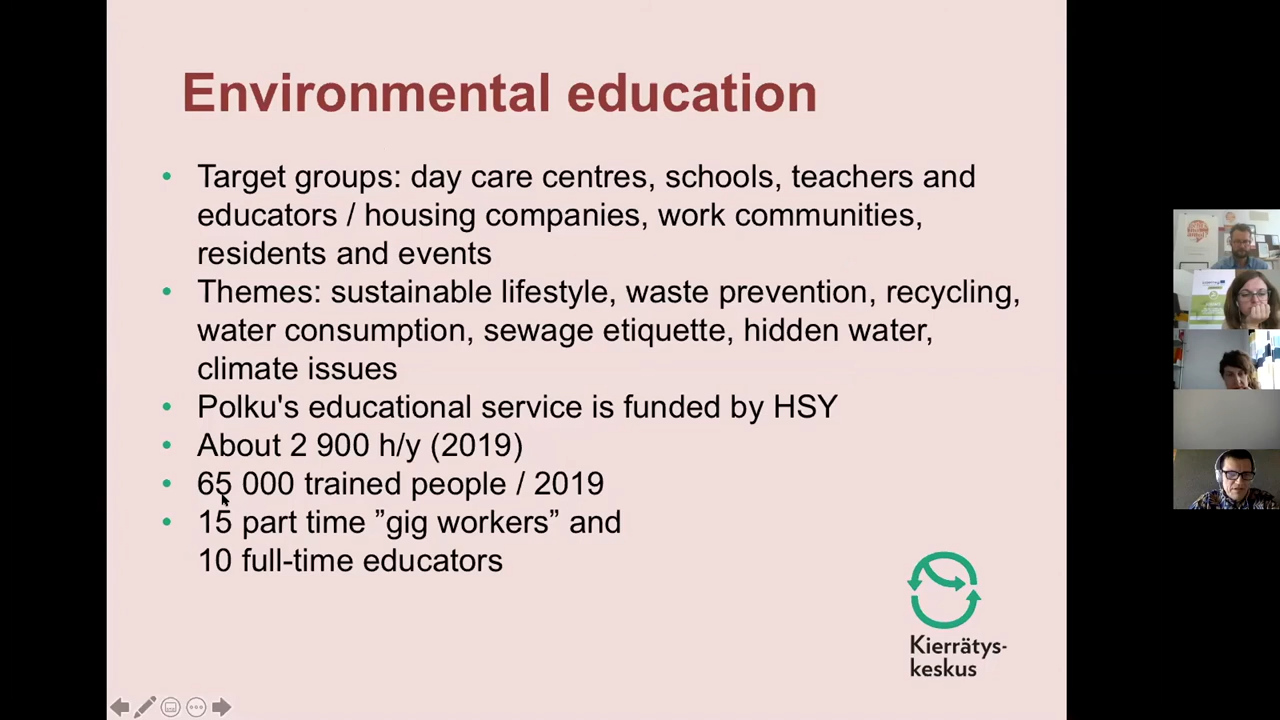 Environmental education
• Target groups: day care centres, schools, teachers and
educators / housing companies, work communities,
residents and events
• Themes: sustainable lifestyle, waste prevention, recycling,
water consumption, sewage etiquette, hidden water,
climate issues
• Polku's educational service is funded by HSY
• About 2 900 h/y (2019)
• 65 000 trained people / 2019
• 15 part time ”gig workers” and
10 full-time educators
Kierrätys-
keskus